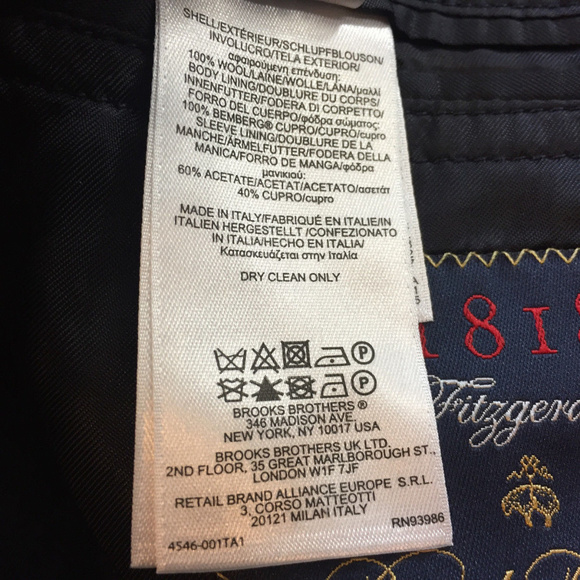 SHELL/EXTÉRIEUR/SCHLUPFBLOUSON/
INVOLUCRO/TELA EXTERIOR/
αφαιρούμενη επένδυση:
100% WOOL/LAINE/WOLLE/LANA/μαλλί
BODY LINING/DOUBLURE DU CORPS/
INNENFUTTER/FODERA DI CORPETTO/
FORRO DEL CUERPO/φόδρα σώματος:
100% BEMBERG® CUPRO/CUPRO/cupro
SLEEVE LINING/DOUBLURE DE LA
MANCHE/ÄRMELFUTTER/FODERA DELLA
MANICA/FORRO DE MANGA/φόδρα
μανικιού:
60% ACETATE/ACETAT/ACETATO/ασετάτ
40% CUPRO/cupro
MADE IN ITALY/FABRIQUÉ EN ITALIE/IN
ITALIEN HERGESTELLT /CONFEZIONATO
IN ITALIA/HECHO EN ITALIA/
Κατασκευάζεται στην Ιταλία
DRY CLEAN ONLY
P
P
BROOKS BROTHERS ®
346 MADISON AVE.
NEW YORK, NY 10017 USA
BROOKS BROTHERS UK LTD.
2ND FLOOR, 35 GREAT MARLBOROUGH ST.,
LONDON W1F 7JF
RETAIL BRAND ALLIANCE EUROPE S.R.L.
3, CORSO MATTEOTTI
20121 MILAN ITALY
RN93986
4546-001TA1
1818